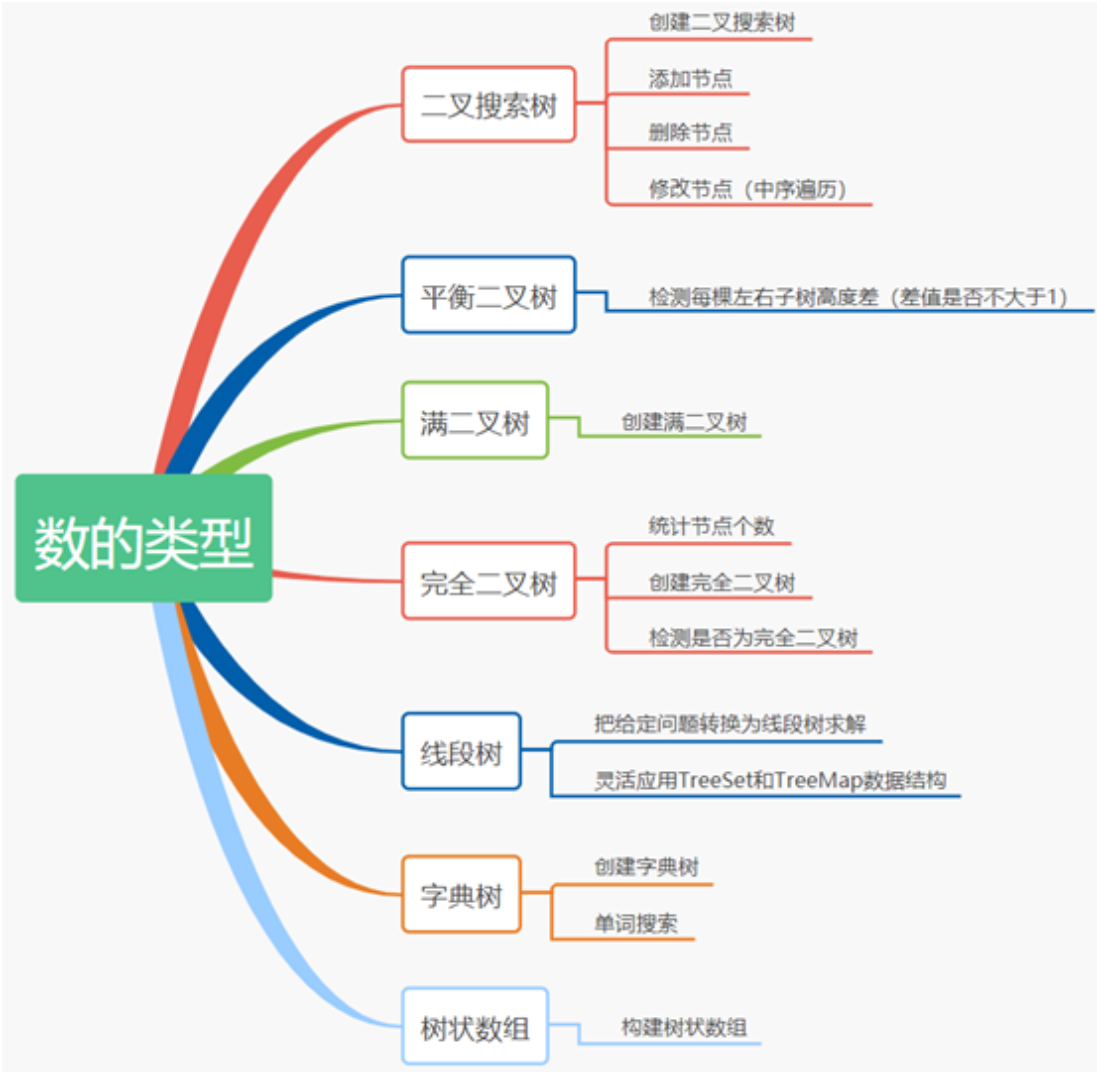 创建二叉搜索树
添加节点
二叉搜索树
删除节点
修改节点（中序遍历）
平衡二叉树
检测每棵左右子树高度差（差值是否不大于1）
满二叉树
创建满二叉树
数的类型
统计节点个数
完全二叉树
创建完全二叉树
检测是否为完全二叉树
线段树
把给定问题转换为线段树求解
灵活应用TreeSet和TreeMap数据结构
字典树
创建字典树
单词搜索
树状数组
构建树状数组